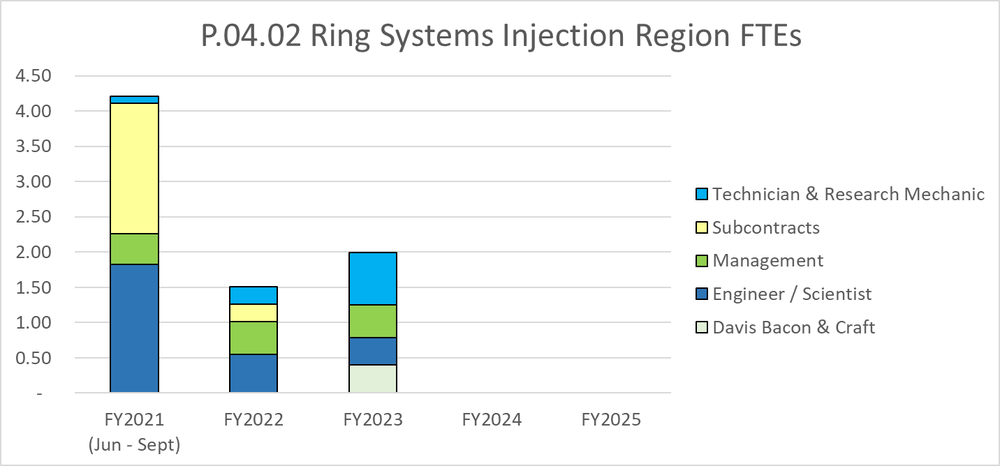 P.04.02 Ring Systems Injection Region FTEs
4.50
4.00
3.50
3.00
2.50
2.00
1.50
1.00
0.50
-
FY2021
(Jun - Sept)
FY2022
FY2023
FY2024
FY2025
Technician & Research Mechanic
Subcontracts
Management
Engineer / Scientist
Davis Bacon & Craft